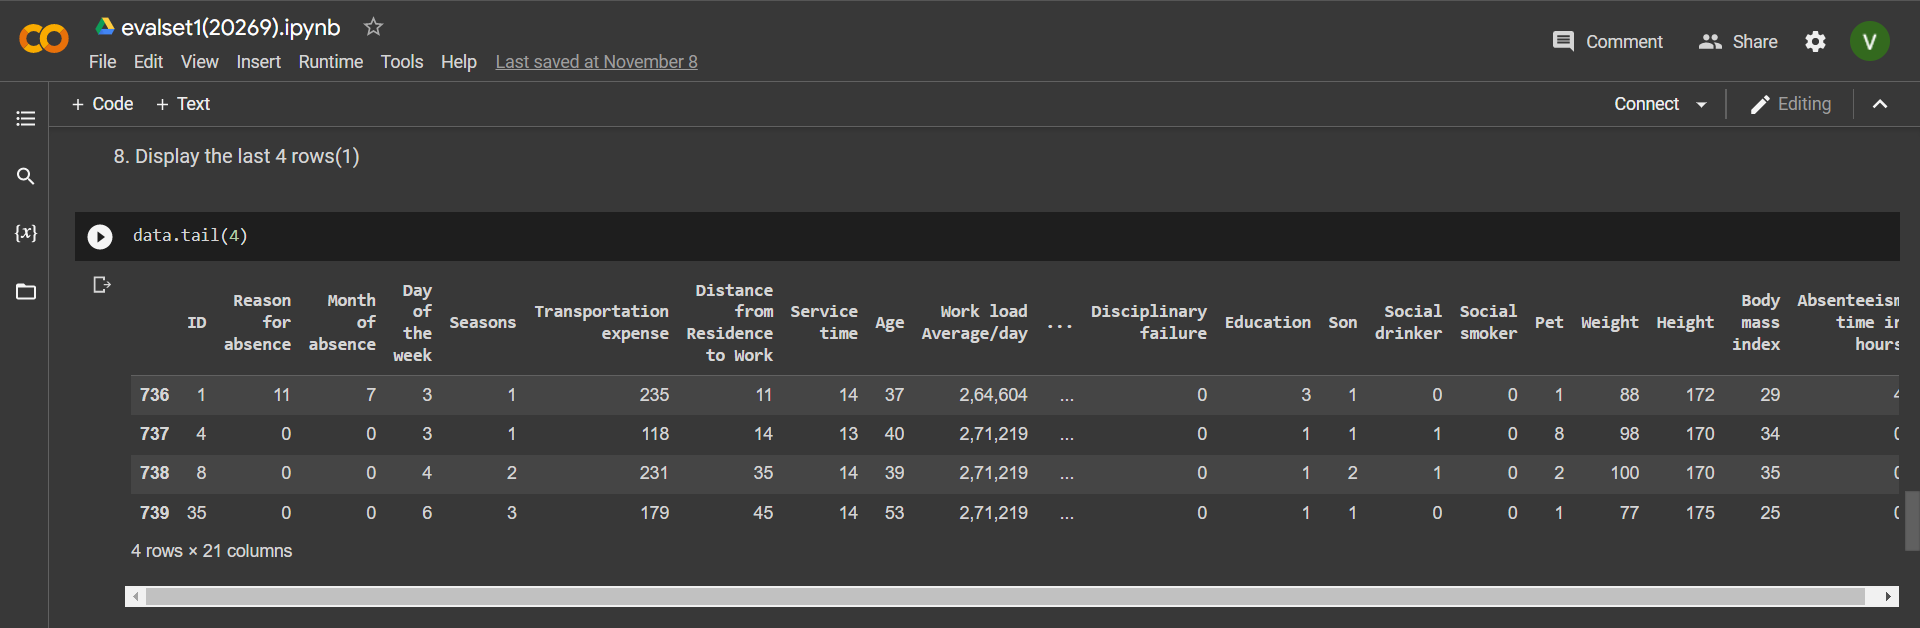 evalset1(20269).ipynb
File Edit View Insert Runtime Tools Help Last saved at November 8
Comment Share V
+ Code + Text Connect Editing
8. Display the last 4 rows(1)
{x}
data.tail(4)
ID Reason for absence Month of absence Day of the week Seasons Transportation expense Distance from Residence to Work Service time Age Work load Average/day ... Disciplinary failure Education Son Social drinker Social smoker Pet Weight Height Body mass index Absenteeism time in hours
736 1 11 7 3 1 235 11 14 37 2,64,604 ... 0 3 1 0 0 1 88 172 29 4
737 4 0 0 3 1 118 14 13 40 2,71,219 ... 0 1 1 1 0 8 98 170 34 0
738 8 0 0 4 2 231 35 14 39 2,71,219 ... 0 1 2 1 0 2 100 170 35 0
739 35 0 0 6 3 179 45 14 53 2,71,219 ... 0 1 1 0 0 1 77 175 25 0
4 rows × 21 columns